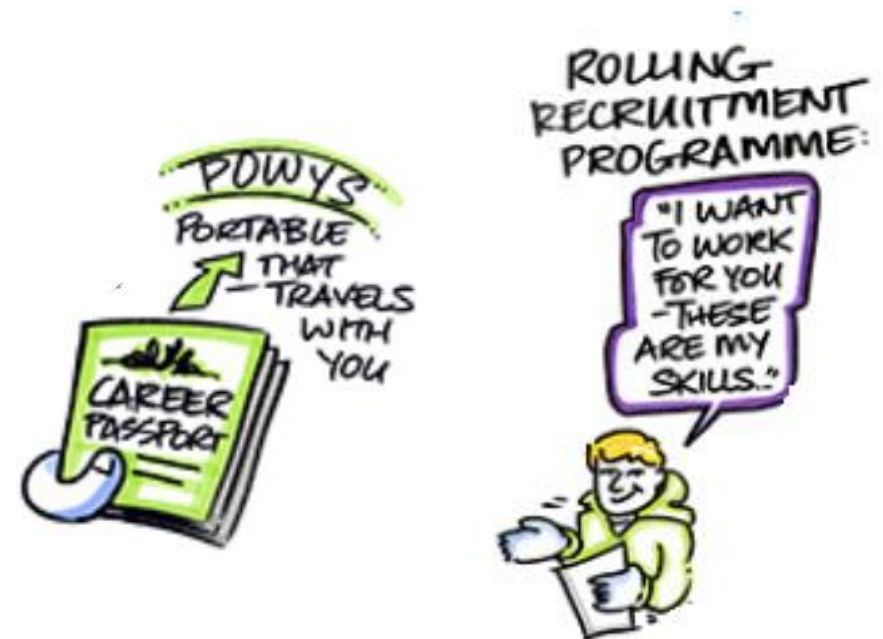 POWYS
PORTABLE
THAT
- TRAVELS
WITH
YOU
CAREER
PASSPORT
ROLLING
RECRUITMENT
PROGRAMME:
"I WANT
TO WORK
FOR YOU
-THESE
ARE MY
SKILLS.."